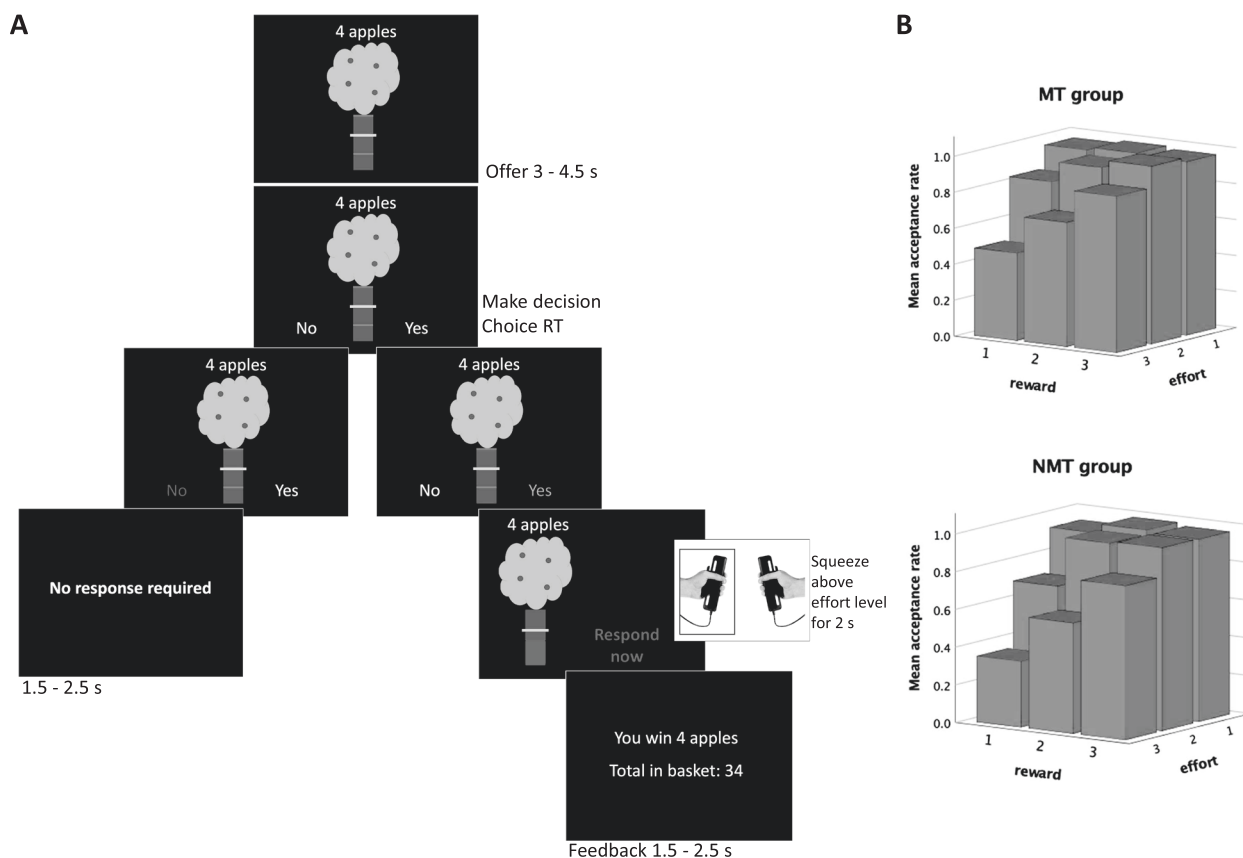 A
4 apples
Offer 3 - 4.5 s
4 apples
No
Yes
Make decision
Choice RT
4 apples
No
Yes
4 apples
No
Yes
No response required
1.5 - 2.5 s
4 apples
Respond
now
Squeeze
above
effort level
for 2 s
You win 4 apples
Total in basket: 34
Feedback 1.5 - 2.5 s
B
MT group
Mean acceptance rate
1.0
0.8
0.6
0.4
0.2
0.0
1
2
3
reward
3
2
1
effort
NMT group
Mean acceptance rate
1.0
0.8
0.6
0.4
0.2
0.0
1
2
3
reward
3
2
1
effort